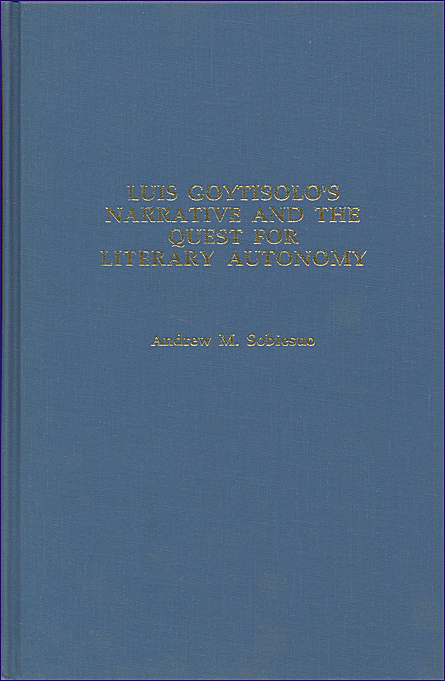 LUIS GOYTISOLO'S
NARRATIVE AND THE
QUEST FOR
LITERARY AUTONOMY
Andrew M. Sobiesuo